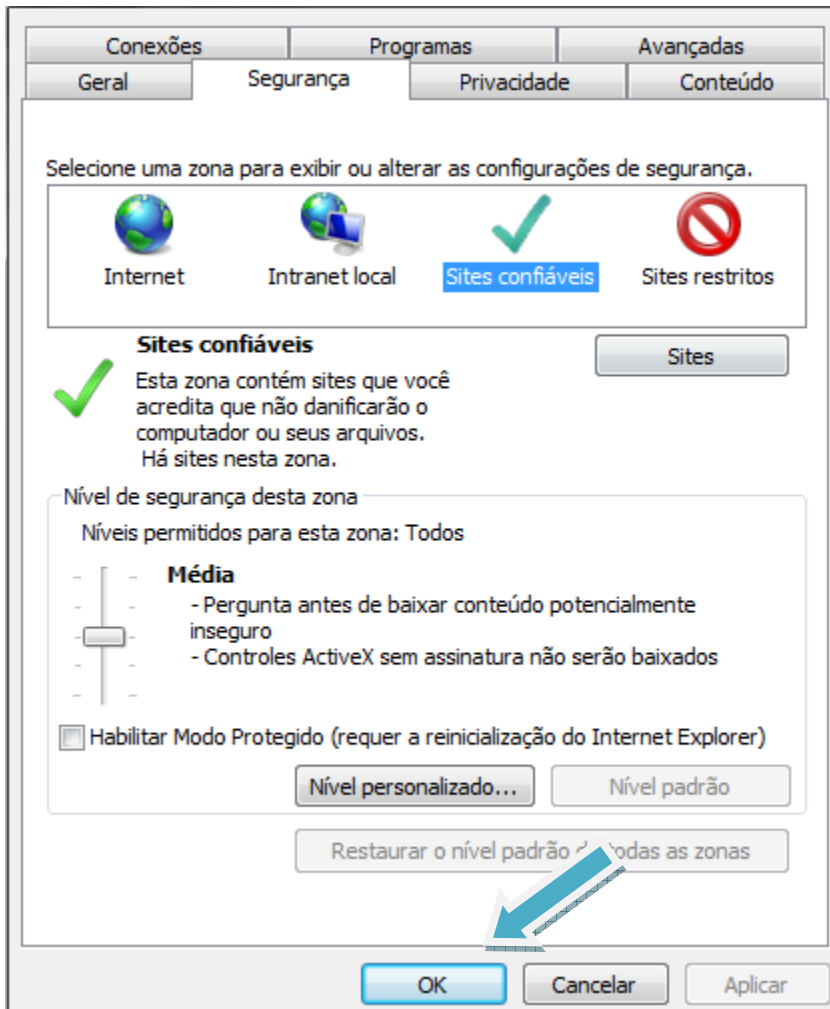 Conexões Programas Avançadas
Geral Segurança Privacidade Conteúdo
Selecione uma zona para exibir ou alterar as configurações de segurança.
Internet Intranet local Sites confiáveis Sites restritos
Sites confiáveis
Sites
Esta zona contém sites que você
acredita que não danificarão o
computador ou seus arquivos.
Há sites nesta zona.
Nível de segurança desta zona
Níveis permitidos para esta zona: Todos
Média
- Pergunta antes de baixar conteúdo potencialmente
inseguro
- Controles ActiveX sem assinatura não serão baixados
Habilitar Modo Protegido (requer a reinicialização do Internet Explorer)
Nível personalizado... Nível padrão
Restaurar o nível padrão de todas as zonas
OK Cancelar Aplicar